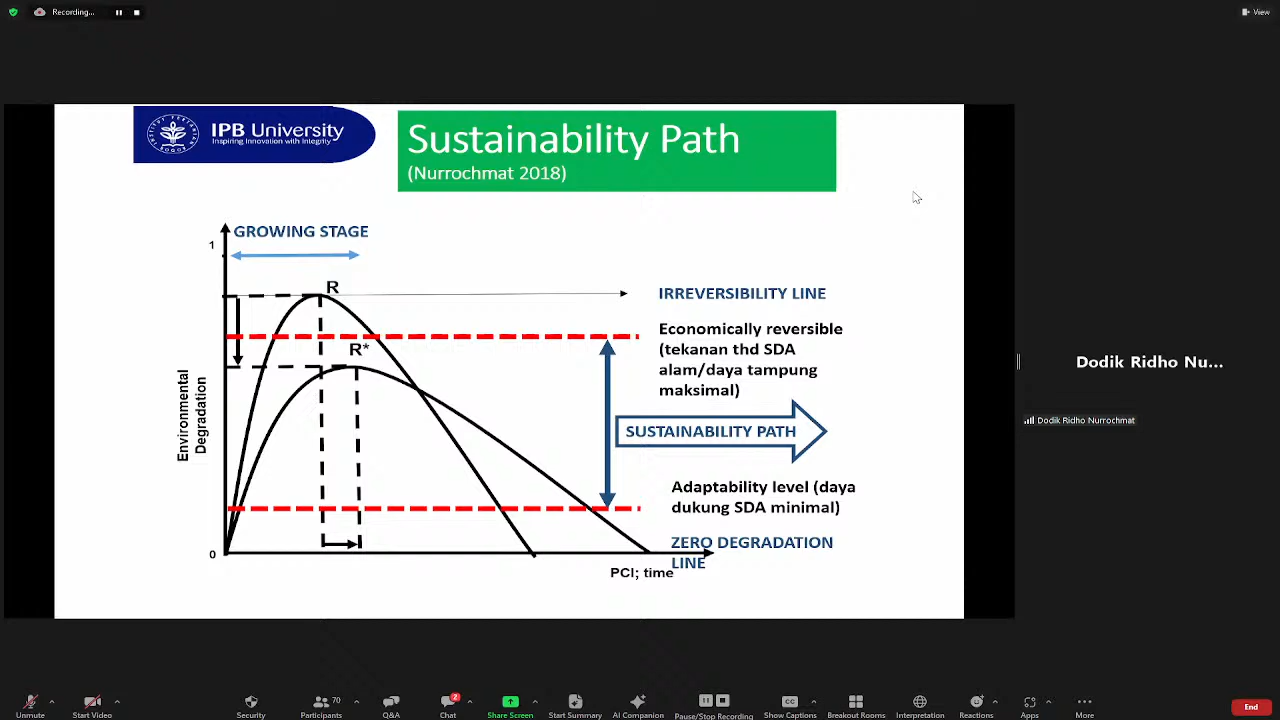 Recording...
View
IPB University
Inspiring Innovation with Integrity
Sustainability Path
(Nurrochmat 2018)
GROWING STAGE
1
R
IRREVERSIBILITY LINE
Economically reversible
(tekanan thd SDA
alam/daya tampung
maksimal)
R*
Environmental
Degradation
SUSTAINABILITY PATH
Adaptability level (daya
dukung SDA minimal)
ZERO DEGRADATION
LINE
0
PCI; time
Dodik Ridho Nu...
Dodik Ridho Nurrochmat
Unmute
Start Video
Security
Participants
70
Q&A
Chat
2
Share Screen
Start Summary
AI Companion
Pause/Stop Recording
CC
Show Captions
Breakout Rooms
Interpretation
Reactions
Apps
More
End